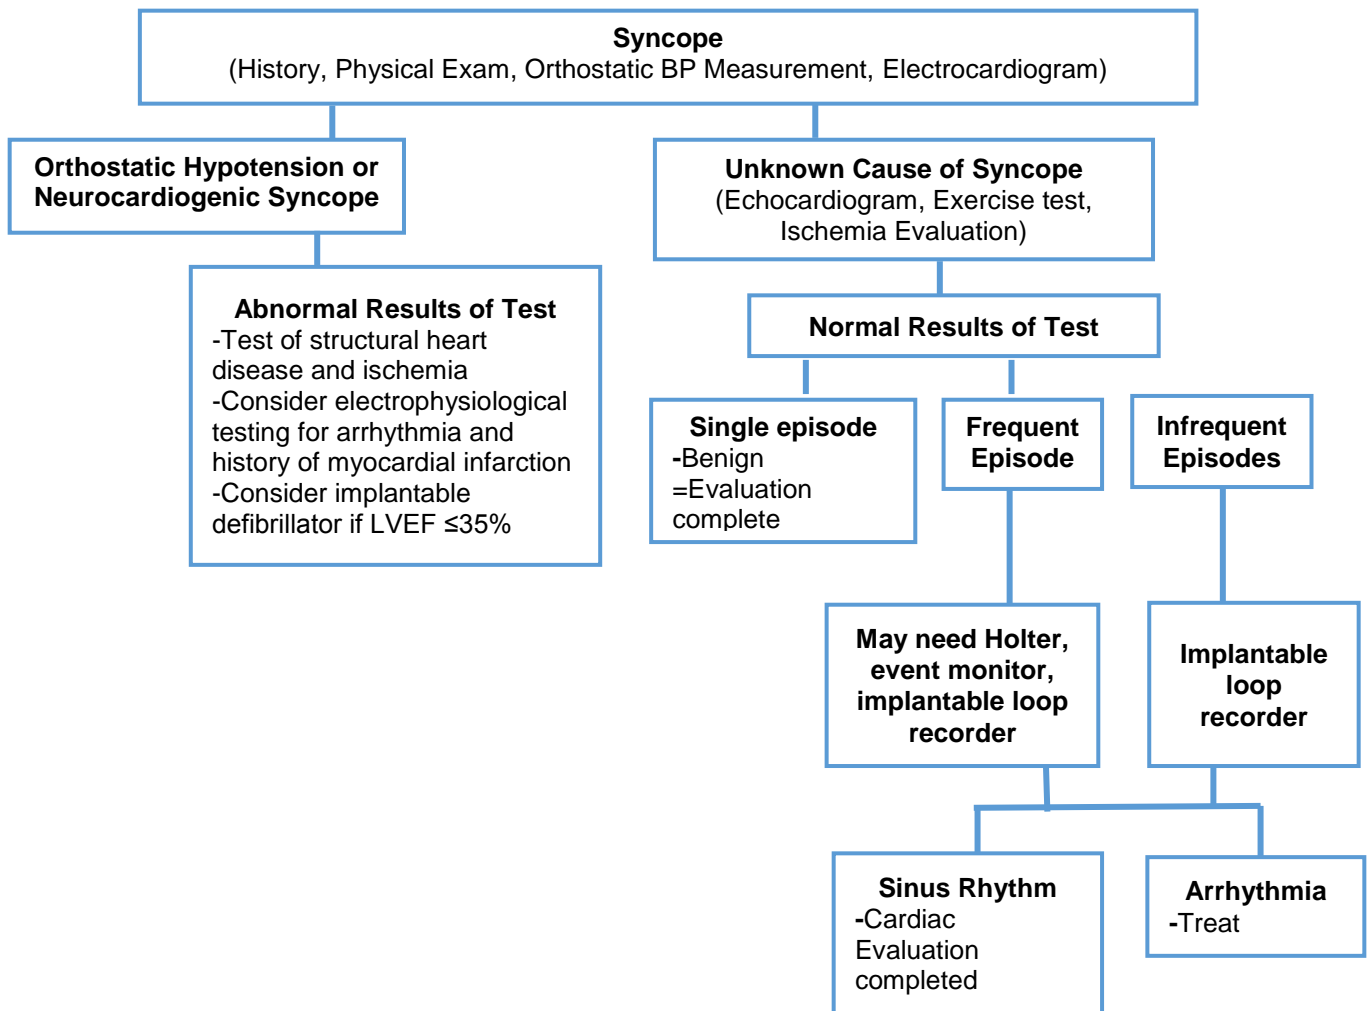 Syncope
(History, Physical Exam, Orthostatic BP Measurement, Electrocardiogram)
Orthostatic Hypotension or
Neurocardiogenic Syncope
Unknown Cause of Syncope
(Echocardiogram, Exercise test,
Ischemia Evaluation)
Abnormal Results of Test
-Test of structural heart
disease and ischemia
-Consider electrophysiological
testing for arrhythmia and
history of myocardial infarction
-Consider implantable
defibrillator if LVEF ≤35%
Normal Results of Test
Single episode
-Benign
=Evaluation
complete
Frequent
Episode
Infrequent
Episodes
May need Holter,
event monitor,
implantable loop
recorder
Implantable
loop
recorder
Sinus Rhythm
-Cardiac
Evaluation
completed
Arrhythmia
-Treat